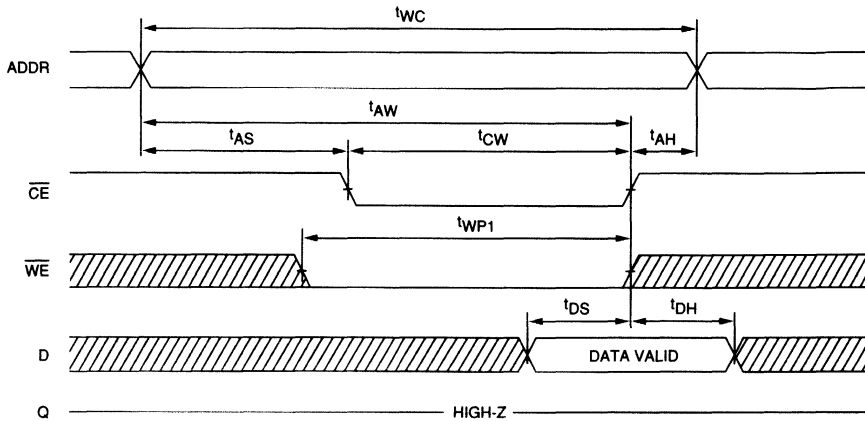 tWC
ADDR
tAW
tAS tCW tAH
CE
tWP1
WE
tDS tDH
D DATA VALID
Q HIGH-Z